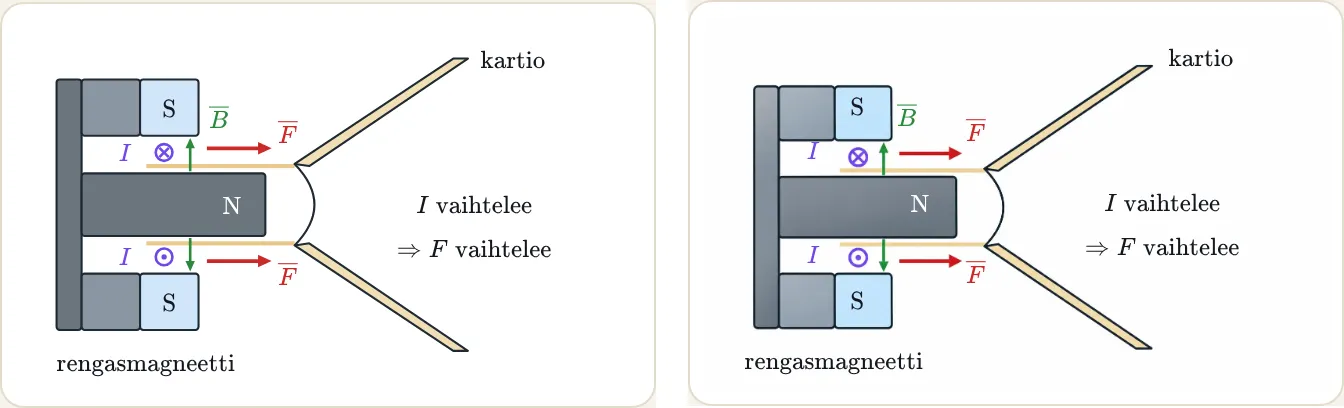 kartio
S
B
F
I
N
I vaihtelee
⇒ F vaihtelee
I
F
S
rengasmagneetti
kartio
S
B
F
I
N
I vaihtelee
⇒ F vaihtelee
I
F
S
rengasmagneetti